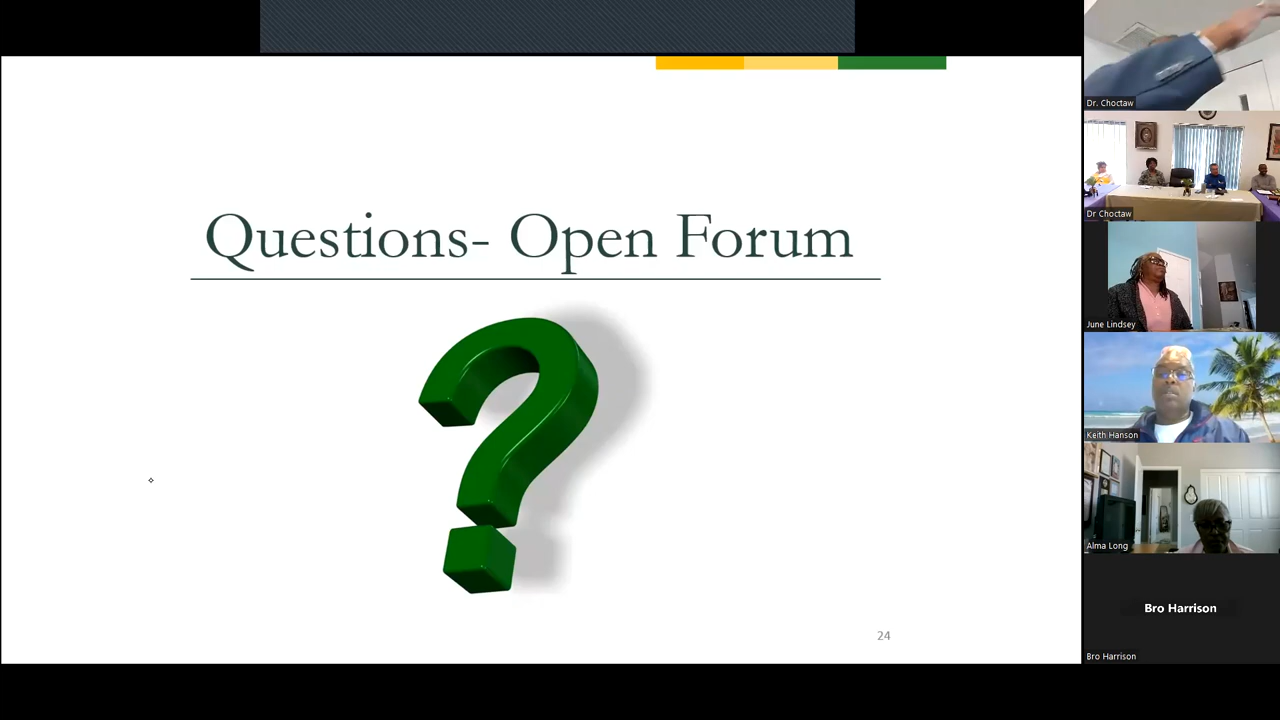 Questions- Open Forum
24
Dr. Choctaw
Dr Choctaw
June Lindsey
Keith Hanson
Alma Long
Bro Harrison
Bro Harrison